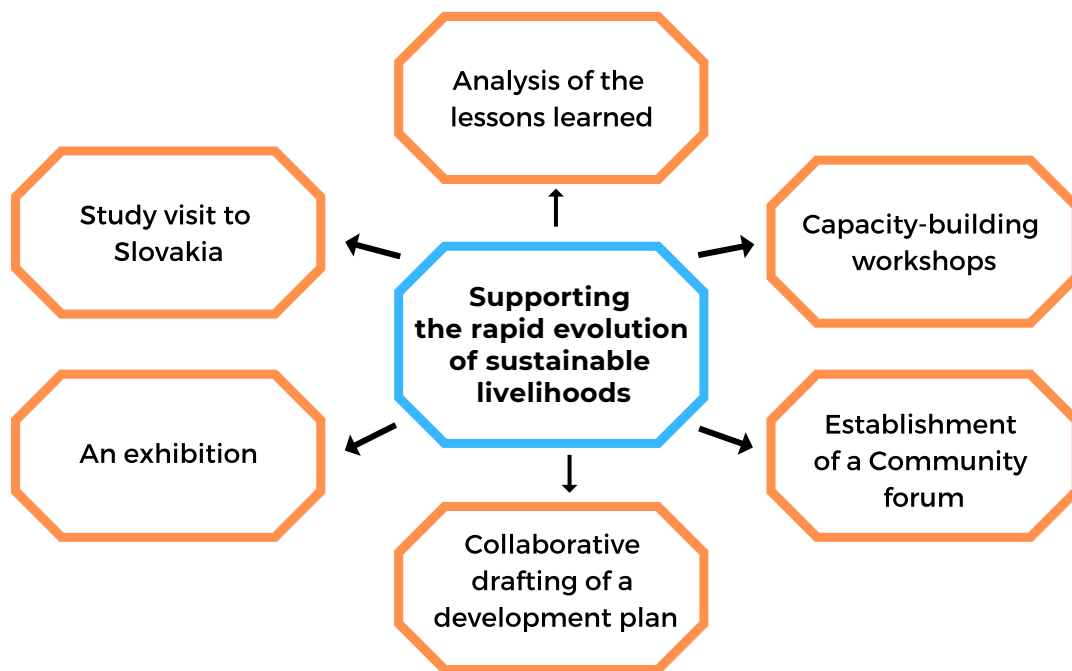 Analysis of the
lessons learned
Study visit to
Slovakia
Capacity-building
workshops
Supporting
the rapid evolution
of sustainable
livelihoods
An exhibition
Establishment
of a Community
forum
Collaborative
drafting of a
development plan